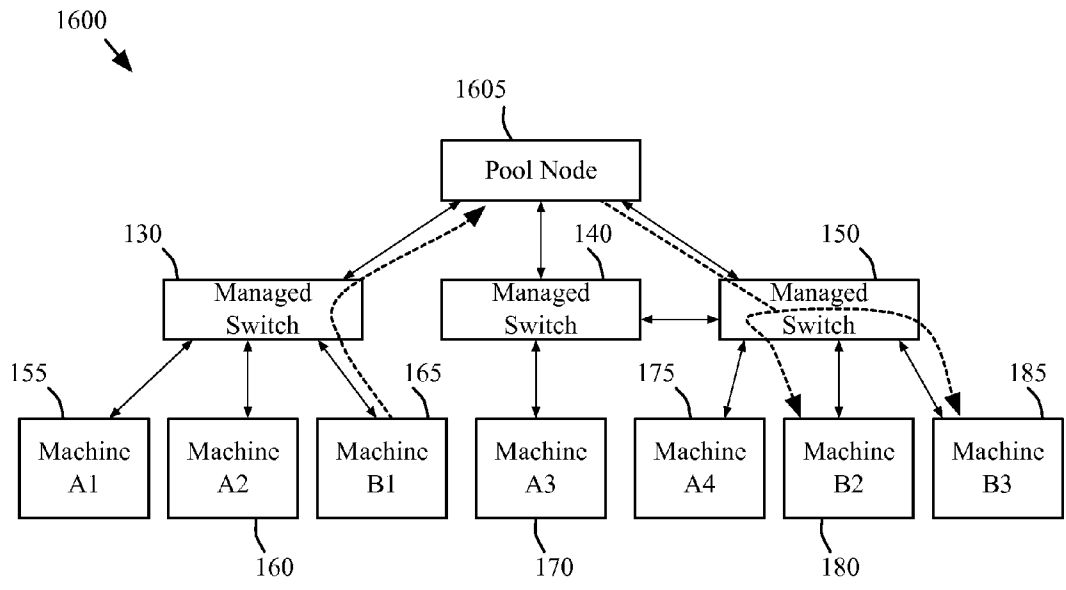 1600
1605
Pool Node
130
140
150
Managed
Switch
Managed
Switch
Managed
Switch
155
165
175
185
Machine
A1
Machine
A2
Machine
B1
Machine
A3
Machine
A4
Machine
B2
Machine
B3
160
170
180